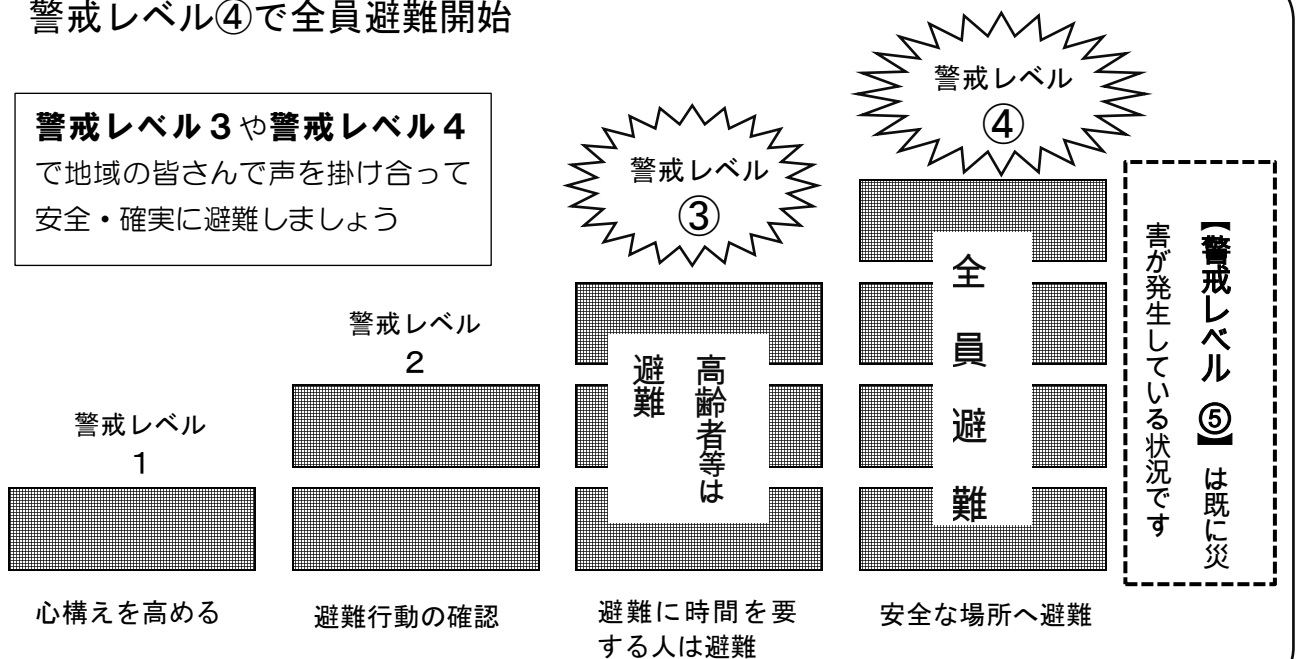 警戒レベル④で全員避難開始
警戒レベル３や警戒レベル４
で地域の皆さんで声を掛け合って
安全・確実に避難しましょう
警戒レベル
１
心構えを高める
警戒レベル
２
避難行動の確認
警戒レベル
③
高齢者等は
避難
避難に時間を要
する人は避難
警戒レベル
④
全員避難
安全な場所へ避難
【警戒レベル⑤】は既に災
害が発生している状況です